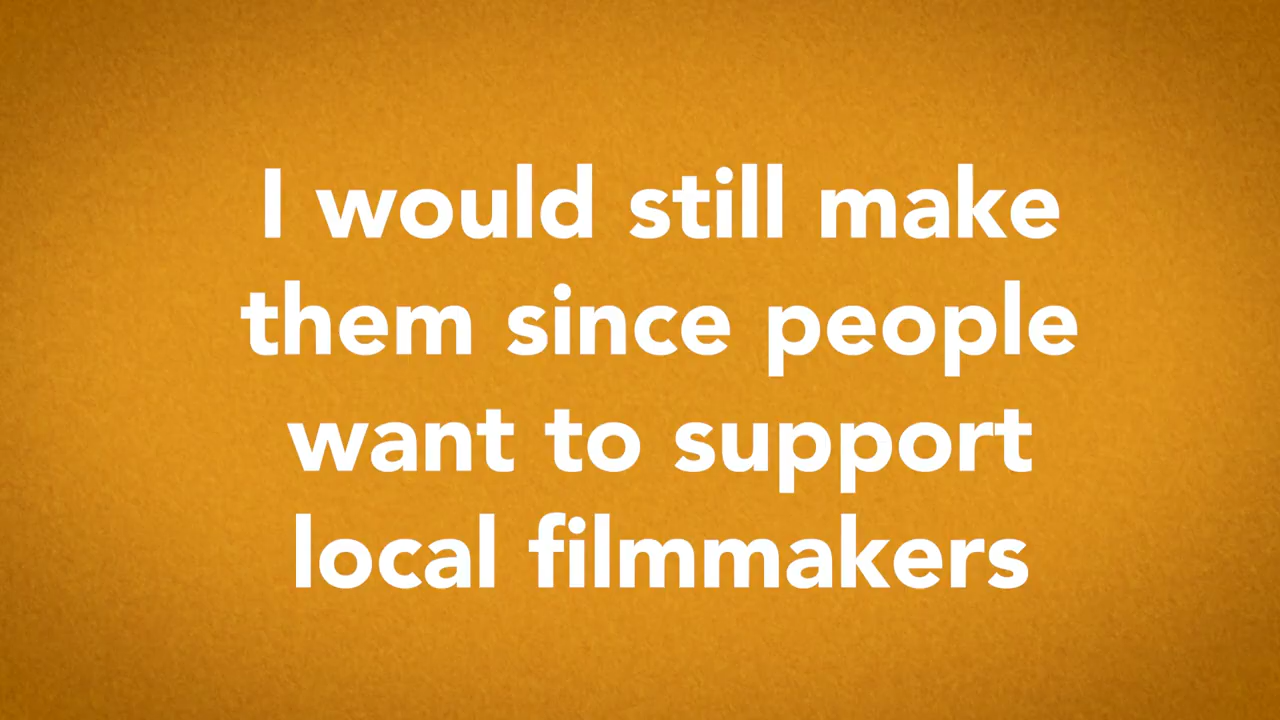 I would still make
them since people
want to support
local filmmakers